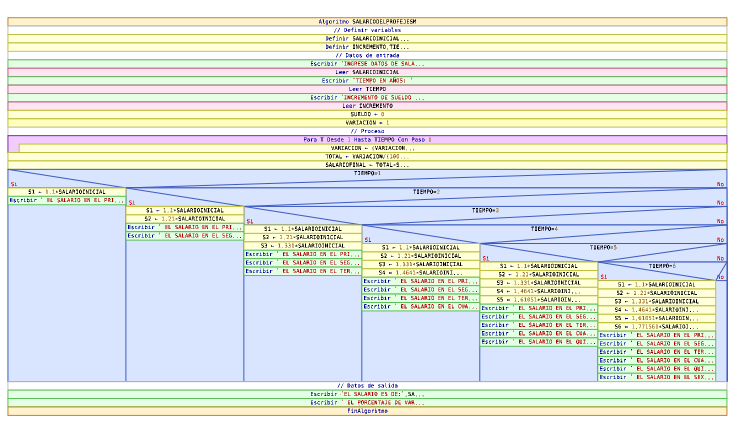 Algoritmo SALARIODELPROFEJESM
// Definir variables
Definir SALARIOINICIAL...
Definir INCREMENTO,TIE...
// Datos de entrada
Escribir 'INGRESE DATOS DE SALA...
Leer SALARIOINICIAL
Escribir 'TIEMPO EN AÑOS: '
Leer TIEMPO
Escribir 'INCREMENTO DE SUELDO ...
Leer INCREMENTO
SUELDO ← 0
VARIACION ← 1
// Proceso
Para T Desde 1 Hasta TIEMPO Con Paso 1
VARIACION ← (VARIACION...
TOTAL ← VARIACION/(100...
SALARIOFINAL ← TOTAL*S...
TIEMPO=1
Si
No
S1 ← 1.1*SALARIOINICIAL
Escribir ' EL SALARIO EN EL PRI...
TIEMPO=2
Si
No
S1 ← 1.1*SALARIOINICIAL
S2 ← 1.21*SALARIOINICIAL
Escribir ' EL SALARIO EN EL PRI...
Escribir ' EL SALARIO EN EL SEG...
TIEMPO=3
Si
No
S1 ← 1.1*SALARIOINICIAL
S2 ← 1.21*SALARIOINICIAL
S3 ← 1.331*SALARIOINICIAL
Escribir ' EL SALARIO EN EL PRI...
Escribir ' EL SALARIO EN EL SEG...
Escribir ' EL SALARIO EN EL TER...
TIEMPO=4
Si
No
S1 ← 1.1*SALARIOINICIAL
S2 ← 1.21*SALARIOINICIAL
S3 ← 1.331*SALARIOINICIAL
S4 ← 1.4641*SALARIOINI...
Escribir ' EL SALARIO EN EL PRI...
Escribir ' EL SALARIO EN EL SEG...
Escribir ' EL SALARIO EN EL TER...
Escribir ' EL SALARIO EN EL CUA...
TIEMPO=5
Si
No
S1 ← 1.1*SALARIOINICIAL
S2 ← 1.21*SALARIOINICIAL
S3 ← 1.331*SALARIOINICIAL
S4 ← 1.4641*SALARIOINI...
S5 ← 1.61051*SALARIOIN...
Escribir ' EL SALARIO EN EL PRI...
Escribir ' EL SALARIO EN EL SEG...
Escribir ' EL SALARIO EN EL TER...
Escribir ' EL SALARIO EN EL CUA...
Escribir ' EL SALARIO EN EL QUI...
TIEMPO=6
Si
No
S1 ← 1.1*SALARIOINICIAL
S2 ← 1.21*SALARIOINICIAL
S3 ← 1.331*SALARIOINICIAL
S4 ← 1.4641*SALARIOINI...
S5 ← 1.61051*SALARIOIN...
S6 ← 1.771561*SALARIOI...
Escribir ' EL SALARIO EN EL PRI...
Escribir ' EL SALARIO EN EL SEG...
Escribir ' EL SALARIO EN EL TER...
Escribir ' EL SALARIO EN EL CUA...
Escribir ' EL SALARIO EN EL QUI...
Escribir ' EL SALARIO EN EL SEX...
// Datos de salida
Escribir 'EL SALARIO ES DE:',SA...
Escribir ' EL PORCENTAJE DE VAR...
FinAlgoritmo